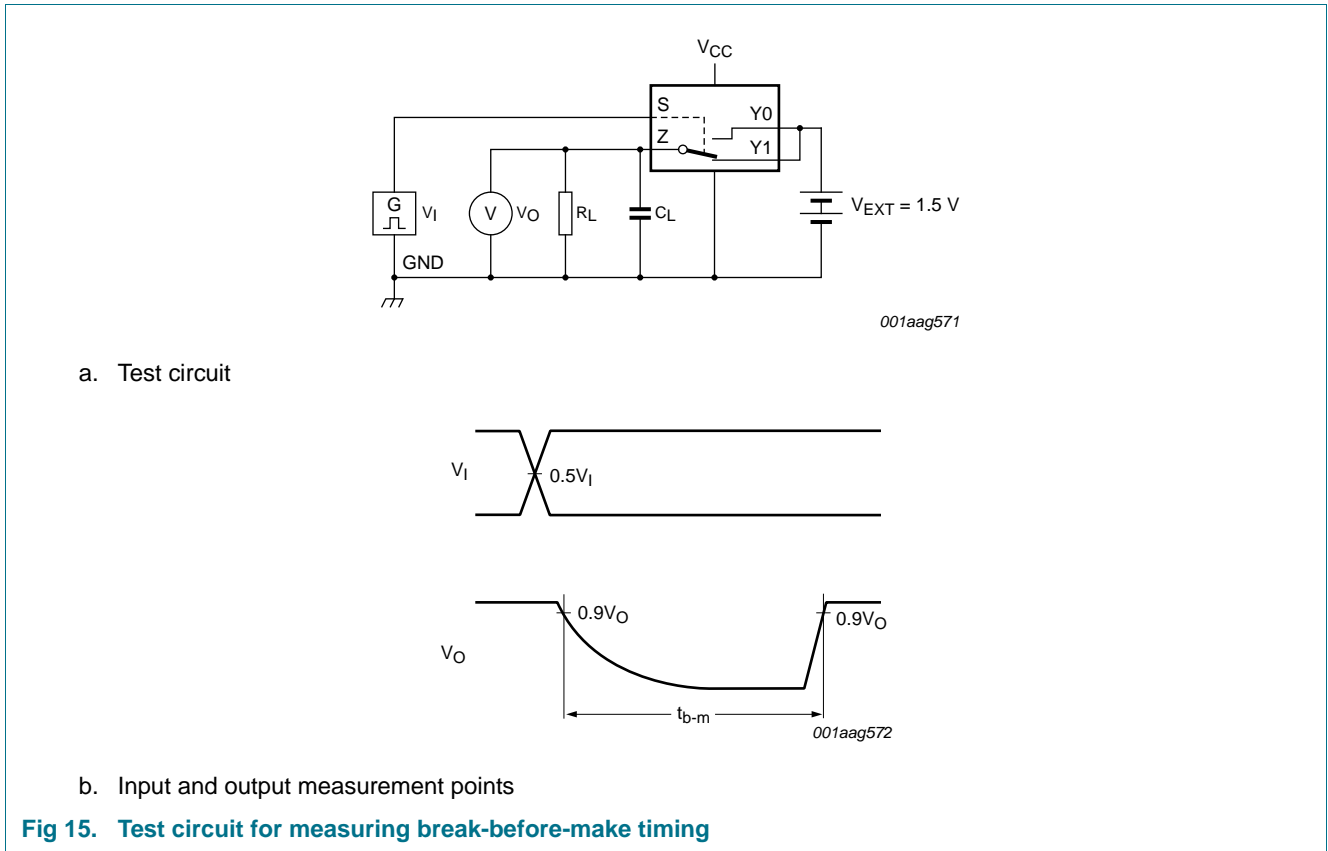 VCC
S
Z
Y0
Y1
G
VI
V
VO
RL
CL
VEXT = 1.5 V
GND
001aag571
a. Test circuit
VI
0.5VI
0.9VO
0.9VO
VO
tb-m
001aag572
b. Input and output measurement points
Fig 15. Test circuit for measuring break-before-make timing